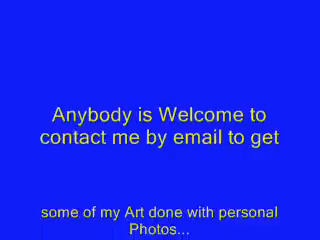 Anybody is Welcome to
contact me by email to get
some of my Art done with personal
Photos...